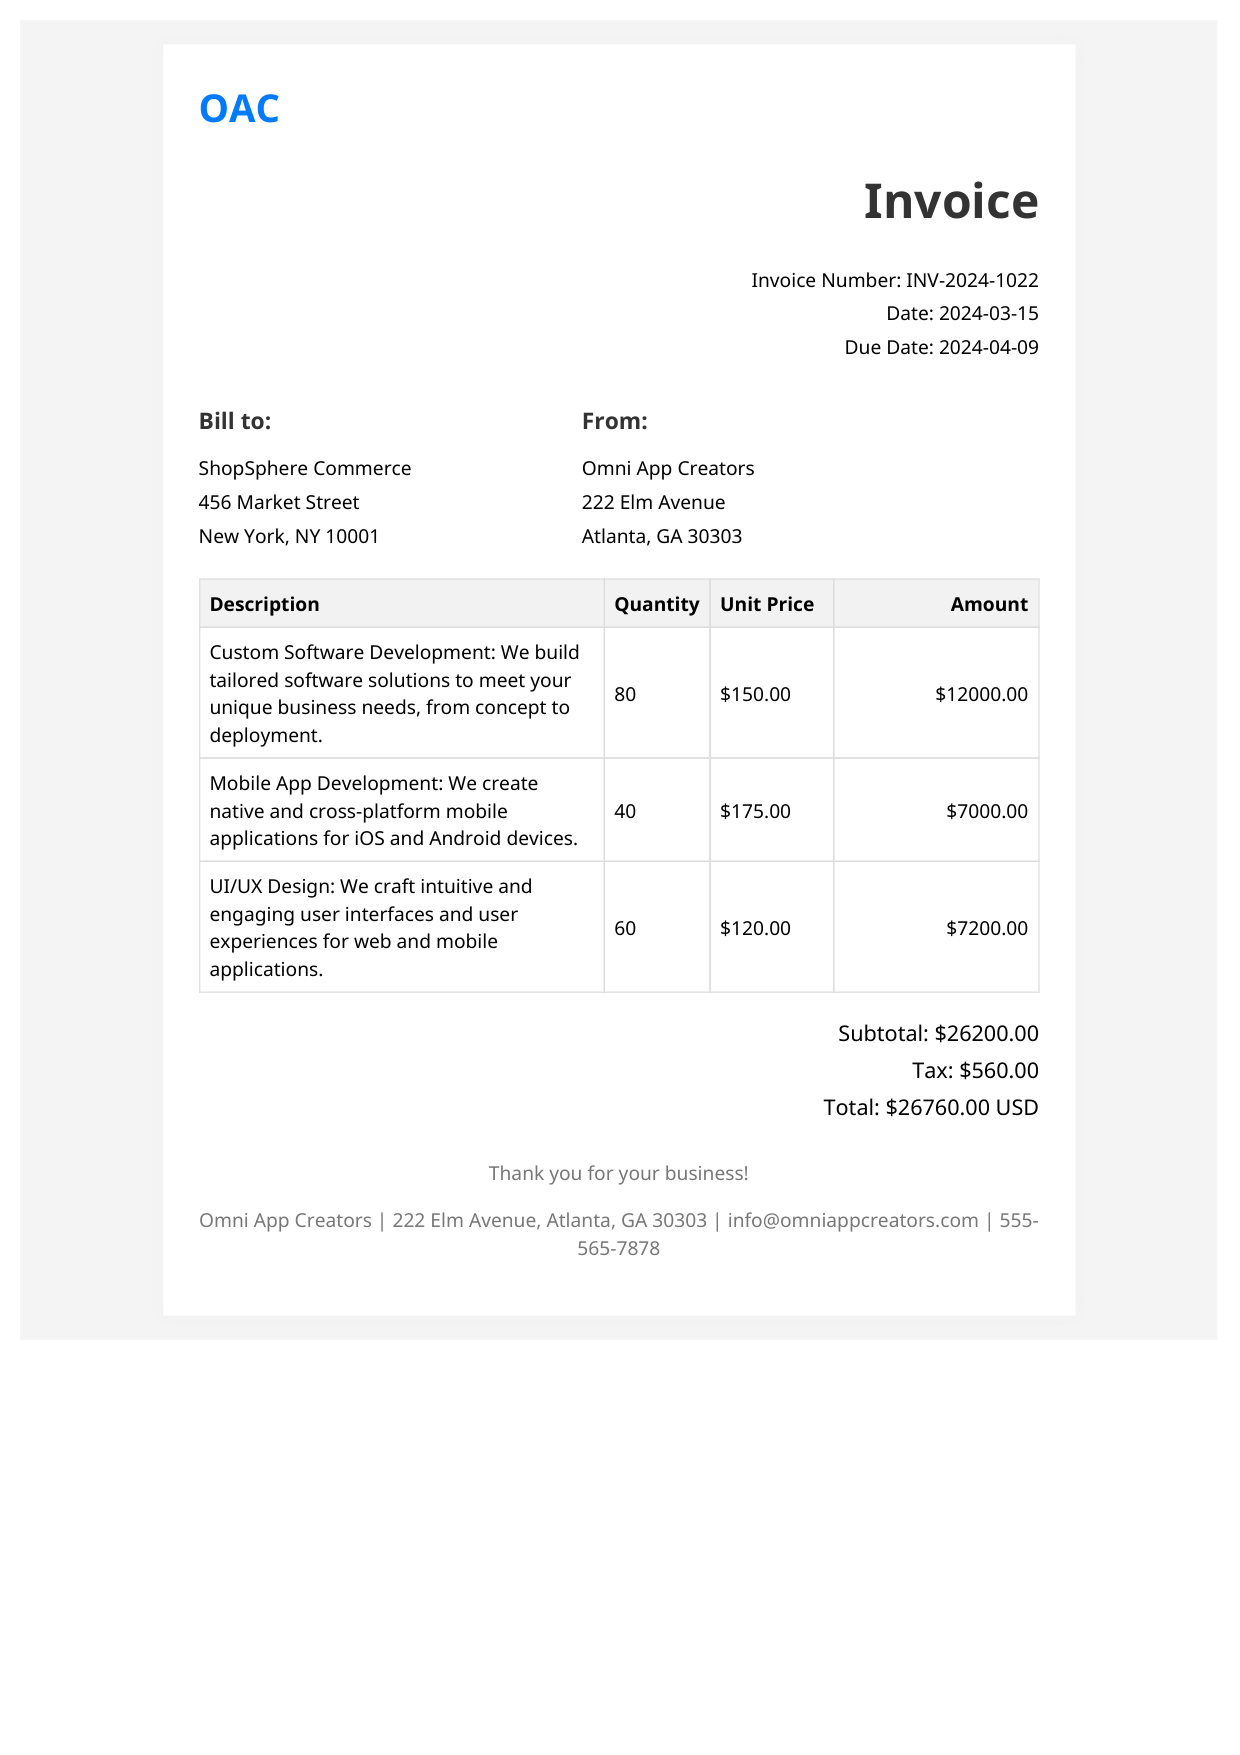 OAC
Invoice
Invoice Number: INV-2024-1022
Date: 2024-03-15
Due Date: 2024-04-09
Bill to:
ShopSphere Commerce
456 Market Street
New York, NY 10001
From:
Omni App Creators
222 Elm Avenue
Atlanta, GA 30303
Description Quantity Unit Price Amount
Custom Software Development: We build
tailored software solutions to meet your
unique business needs, from concept to
deployment.
80 $150.00 $12000.00
Mobile App Development: We create
native and cross-platform mobile
applications for iOS and Android devices.
40 $175.00 $7000.00
UI/UX Design: We craft intuitive and
engaging user interfaces and user
experiences for web and mobile
applications.
60 $120.00 $7200.00
Subtotal: $26200.00
Tax: $560.00
Total: $26760.00 USD
Thank you for your business!
Omni App Creators | 222 Elm Avenue, Atlanta, GA 30303 | info@omniappcreators.com | 555-
565-7878